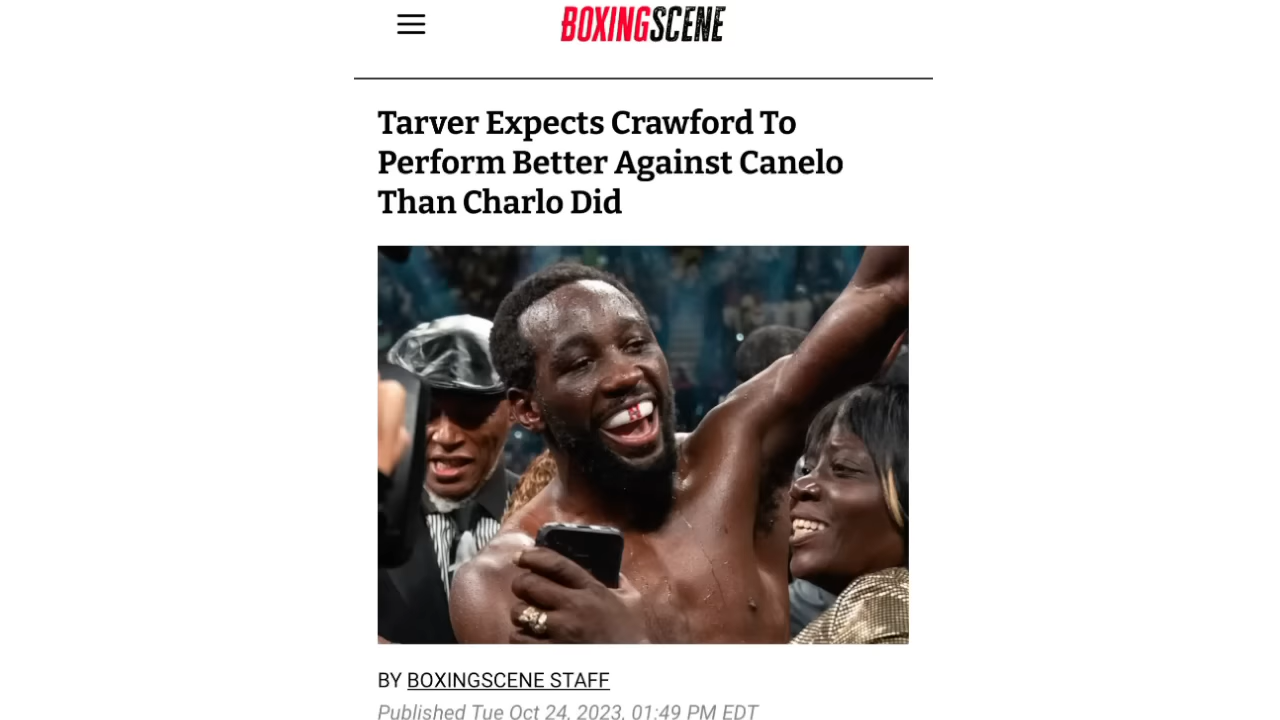 BOXINGSCENE
Tarver Expects Crawford To
Perform Better Against Canelo
Than Charlo Did
BY BOXINGSCENE STAFF
Published Tue Oct 24, 2023, 01:49 PM EDT